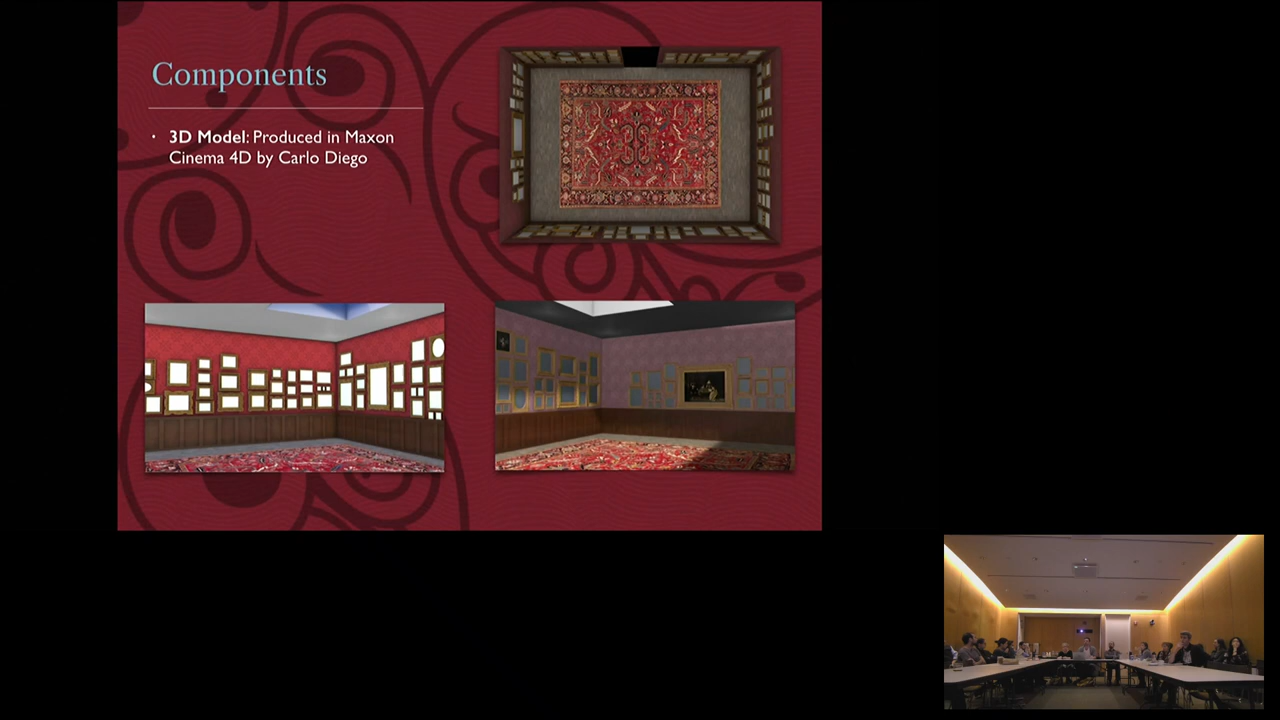 Components
• 3D Model: Produced in Maxon
Cinema 4D by Carlo Diego